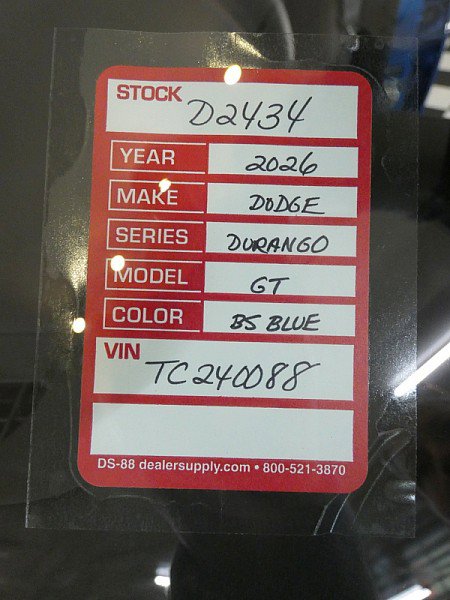 STOCK D2434
YEAR 2026
MAKE DODGE
SERIES DURANGO
MODEL GT
COLOR BS BLUE
VIN TC240088
DS-88 dealersupply.com • 800-521-3870